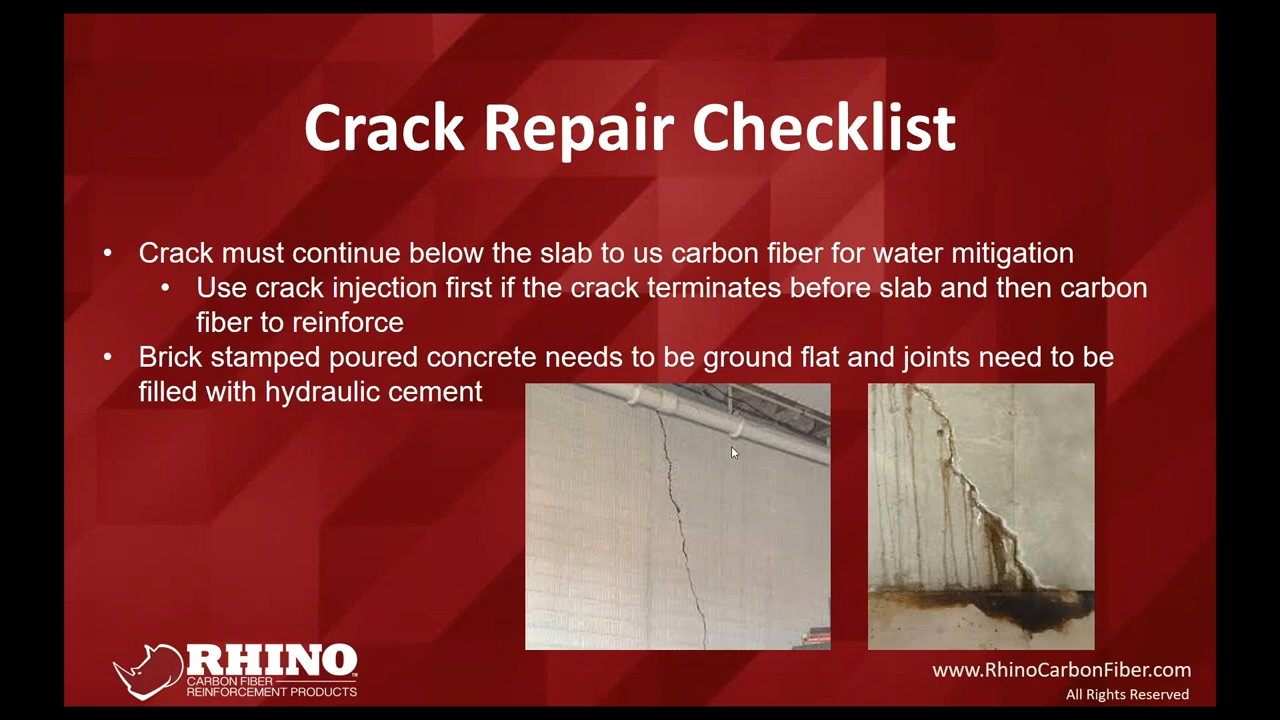 Crack Repair Checklist
• Crack must continue below the slab to us carbon fiber for water mitigation
• Use crack injection first if the crack terminates before slab and then carbon
fiber to reinforce
• Brick stamped poured concrete needs to be ground flat and joints need to be
filled with hydraulic cement
RHINO™
CARBON FIBER
REINFORCEMENT PRODUCTS
www.RhinoCarbonFiber.com
All Rights Reserved